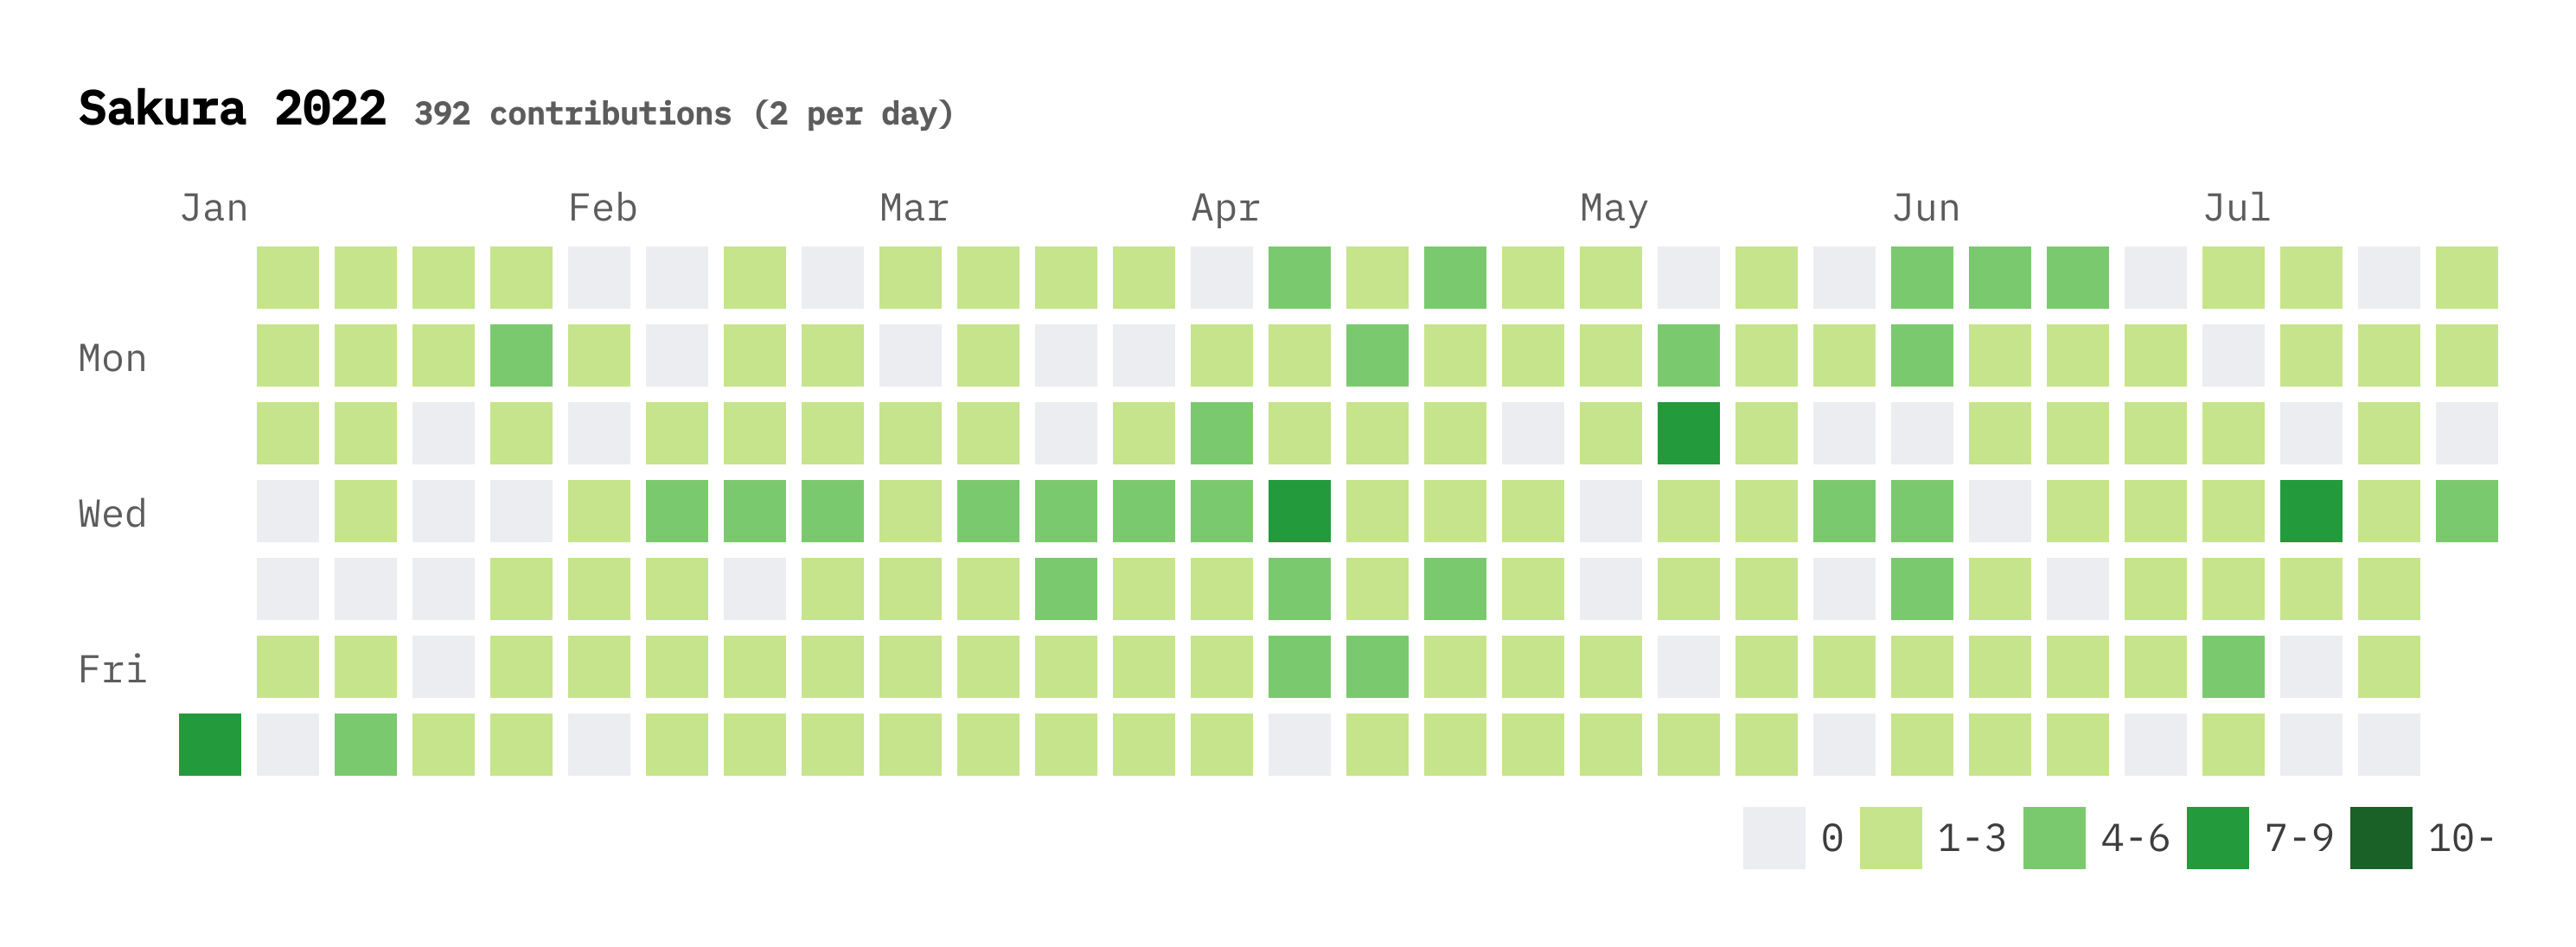 Sakura 2022 392 contributions (2 per day)
Jan Feb Mar Apr May Jun Jul
Mon
Wed
Fri
0 1-3 4-6 7-9 10-